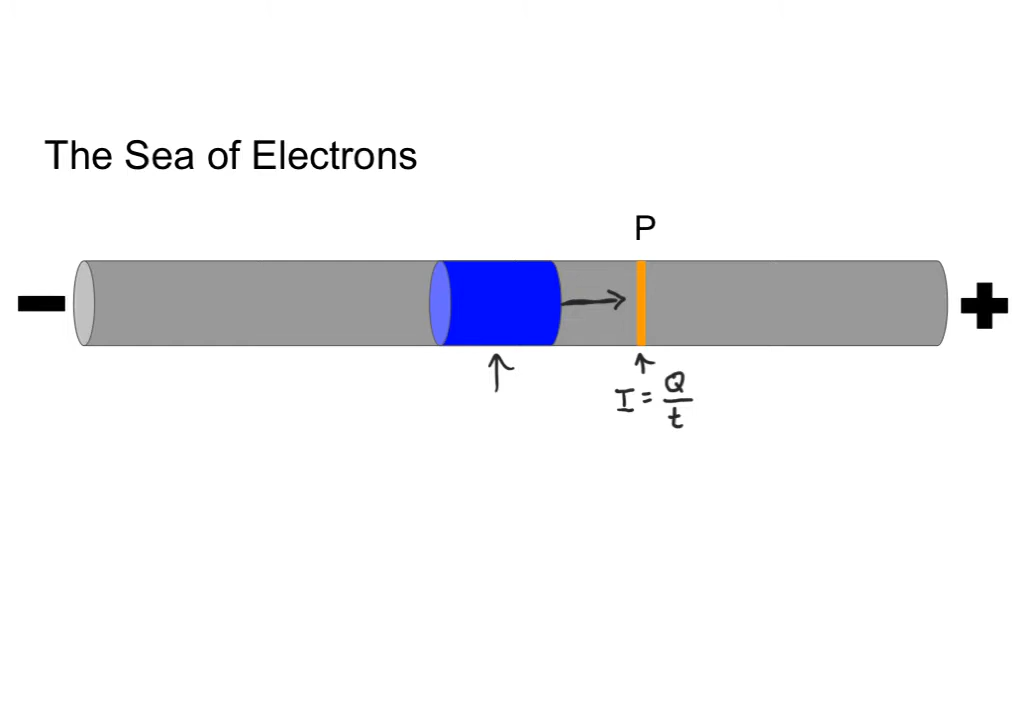 The Sea of Electrons
P
− +
I = Q/t